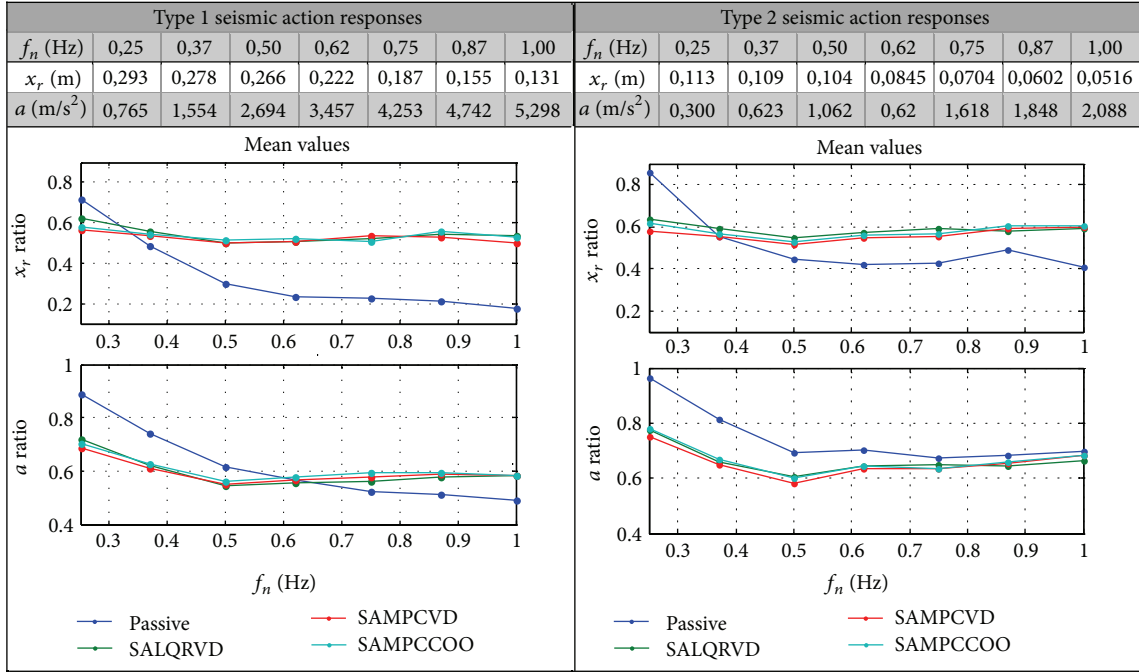 Type 1 seismic action responses
f_n (Hz) 0,25 0,37 0,50 0,62 0,75 0,87 1,00
x_r (m) 0,293 0,278 0,266 0,222 0,187 0,155 0,131
a (m/s²) 0,765 1,554 2,694 3,457 4,253 4,742 5,298
Mean values
0.8
0.6
0.4
0.2
x_r ratio
0.3 0.4 0.5 0.6 0.7 0.8 0.9 1
1
0.8
0.6
0.4
a ratio
0.3 0.4 0.5 0.6 0.7 0.8 0.9 1
f_n (Hz)
Passive
SALQRVD
SAMPCVD
SAMPCCOO
Type 2 seismic action responses
f_n (Hz) 0,25 0,37 0,50 0,62 0,75 0,87 1,00
x_r (m) 0,113 0,109 0,104 0,0845 0,0704 0,0602 0,0516
a (m/s²) 0,300 0,623 1,062 0,62 1,618 1,848 2,088
Mean values
0.8
0.6
0.4
0.2
x_r ratio
0.3 0.4 0.5 0.6 0.7 0.8 0.9 1
1
0.8
0.6
0.4
a ratio
0.3 0.4 0.5 0.6 0.7 0.8 0.9 1
f_n (Hz)
Passive
SALQRVD
SAMPCVD
SAMPCCOO